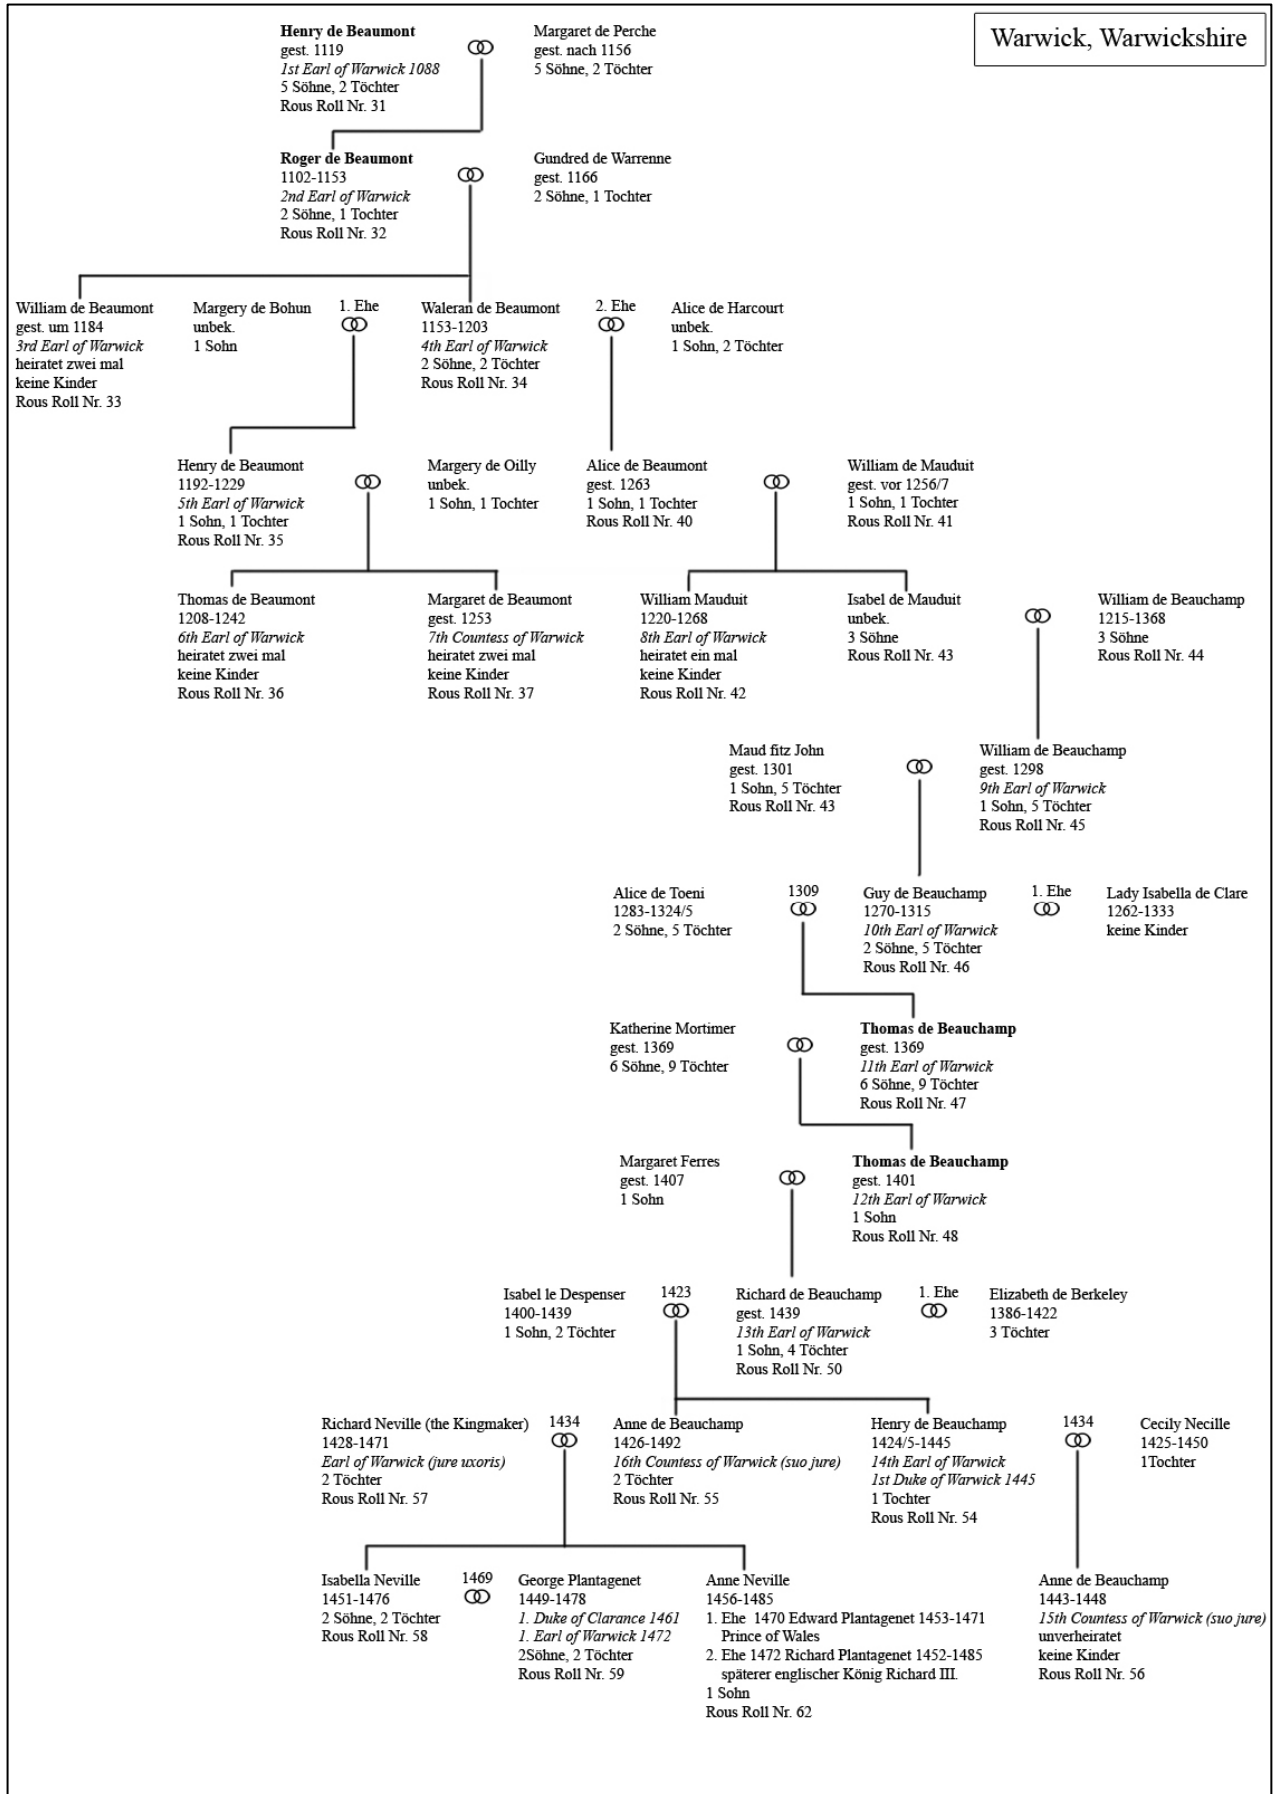 Warwick, Warwickshire
Henry de Beaumont
gest. 1119
1st Earl of Warwick 1088
5 Söhne, 2 Töchter
Rous Roll Nr. 31
Margaret de Perche
gest. nach 1156
5 Söhne, 2 Töchter
Roger de Beaumont
1102-1153
2nd Earl of Warwick
2 Söhne, 1 Tochter
Rous Roll Nr. 32
Gundred de Warrenne
gest. 1166
2 Söhne, 1 Tochter
William de Beaumont
gest. um 1184
3rd Earl of Warwick
heiratet zwei mal
keine Kinder
Rous Roll Nr. 33
Margery de Bohun
unbek.
1 Sohn
1. Ehe
Waleran de Beaumont
1153-1203
4th Earl of Warwick
2 Söhne, 2 Töchter
Rous Roll Nr. 34
2. Ehe
Alice de Harcourt
unbek.
1 Sohn, 2 Töchter
Henry de Beaumont
1192-1229
5th Earl of Warwick
1 Sohn, 1 Tochter
Rous Roll Nr. 35
Margery de Oilly
unbek.
1 Sohn, 1 Tochter
Alice de Beaumont
gest. 1263
1 Sohn, 1 Tochter
Rous Roll Nr. 40
William de Mauduit
gest. vor 1256/7
1 Sohn, 1 Tochter
Rous Roll Nr. 41
Thomas de Beaumont
1208-1242
6th Earl of Warwick
heiratet zwei mal
keine Kinder
Rous Roll Nr. 36
Margaret de Beaumont
gest. 1253
7th Countess of Warwick
heiratet zwei mal
keine Kinder
Rous Roll Nr. 37
William Mauduit
1220-1268
8th Earl of Warwick
heiratet ein mal
keine Kinder
Rous Roll Nr. 42
Isabel de Mauduit
unbek.
3 Söhne
Rous Roll Nr. 43
William de Beauchamp
1215-1368
3 Söhne
Rous Roll Nr. 44
Maud fitz John
gest. 1301
1 Sohn, 5 Töchter
Rous Roll Nr. 43
William de Beauchamp
gest. 1298
9th Earl of Warwick
1 Sohn, 5 Töchter
Rous Roll Nr. 45
Alice de Toeni
1283-1324/5
2 Söhne, 5 Töchter
1309
Guy de Beauchamp
1270-1315
10th Earl of Warwick
2 Söhne, 5 Töchter
Rous Roll Nr. 46
1. Ehe
Lady Isabella de Clare
1262-1333
keine Kinder
Katherine Mortimer
gest. 1369
6 Söhne, 9 Töchter
Thomas de Beauchamp
gest. 1369
11th Earl of Warwick
6 Söhne, 9 Töchter
Rous Roll Nr. 47
Margaret Ferres
gest. 1407
1 Sohn
Thomas de Beauchamp
gest. 1401
12th Earl of Warwick
1 Sohn
Rous Roll Nr. 48
Isabel le Despenser
1400-1439
1 Sohn, 2 Töchter
1423
Richard de Beauchamp
gest. 1439
13th Earl of Warwick
1 Sohn, 4 Töchter
Rous Roll Nr. 50
1. Ehe
Elizabeth de Berkeley
1386-1422
3 Töchter
Richard Neville (the Kingmaker)
1428-1471
Earl of Warwick (jure uxoris)
2 Töchter
Rous Roll Nr. 57
1434
Anne de Beauchamp
1426-1492
16th Countess of Warwick (suo jure)
2 Töchter
Rous Roll Nr. 55
Henry de Beauchamp
1424/5-1445
14th Earl of Warwick
1st Duke of Warwick 1445
1 Tochter
Rous Roll Nr. 54
1434
Cecily Necille
1425-1450
1Tochter
Isabella Neville
1451-1476
2 Söhne, 2 Töchter
Rous Roll Nr. 58
1469
George Plantagenet
1449-1478
1. Duke of Clarance 1461
1. Earl of Warwick 1472
2Söhne, 2 Töchter
Rous Roll Nr. 59
Anne Neville
1456-1485
1. Ehe 1470 Edward Plantagenet 1453-1471
Prince of Wales
2. Ehe 1472 Richard Plantagenet 1452-1485
späterer englischer König Richard III.
1 Sohn
Rous Roll Nr. 62
Anne de Beauchamp
1443-1448
15th Countess of Warwick (suo jure)
unverheiratet
keine Kinder
Rous Roll Nr. 56